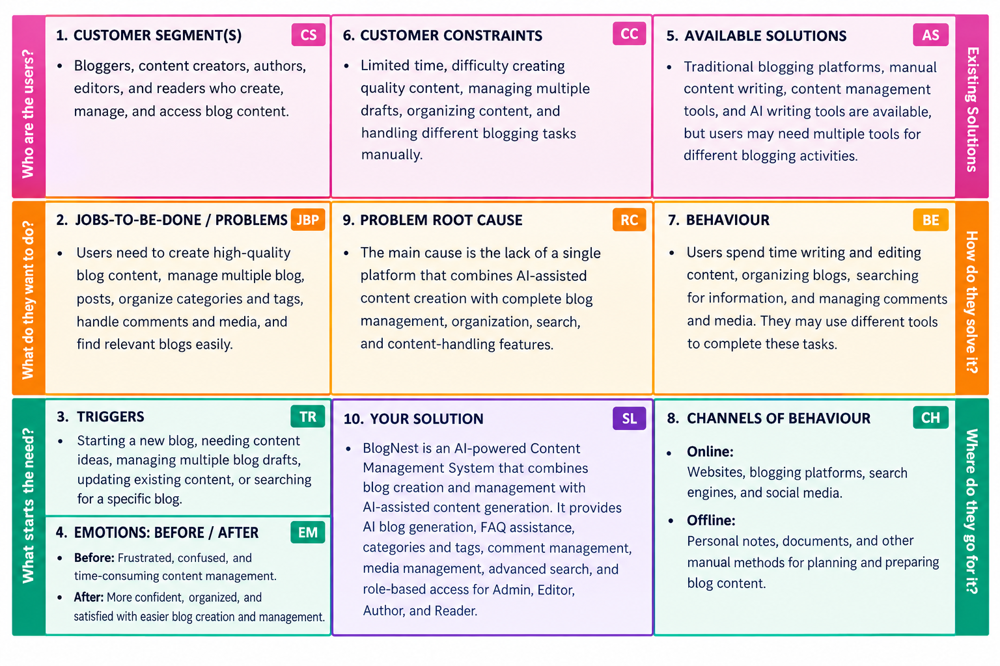 Who are the users?
1. CUSTOMER SEGMENT(S)
CS
• Bloggers, content creators, authors,
editors, and readers who create,
manage, and access blog content.
6. CUSTOMER CONSTRAINTS
CC
• Limited time, difficulty creating
quality content, managing multiple
drafts, organizing content, and
handling different blogging tasks
manually.
5. AVAILABLE SOLUTIONS
AS
• Traditional blogging platforms, manual
content writing, content management
tools, and AI writing tools are available,
but users may need multiple tools for
different blogging activities.
Existing Solutions
What do they want to do?
2. JOBS-TO-BE-DONE / PROBLEMS
JBP
• Users need to create high-quality
blog content, manage multiple blog,
posts, organize categories and tags,
handle comments and media, and
find relevant blogs easily.
9. PROBLEM ROOT CAUSE
RC
• The main cause is the lack of a single
platform that combines AI-assisted
content creation with complete blog
management, organization, search,
and content-handling features.
7. BEHAVIOUR
BE
• Users spend time writing and editing
content, organizing blogs, searching
for information, and managing comments
and media. They may use different tools
to complete these tasks.
How do they solve it?
What starts the need?
3. TRIGGERS
TR
• Starting a new blog, needing content
ideas, managing multiple blog drafts,
updating existing content, or searching
for a specific blog.
4. EMOTIONS: BEFORE / AFTER
EM
• Before: Frustrated, confused, and
time-consuming content management.
• After: More confident, organized, and
satisfied with easier blog creation and management.
10. YOUR SOLUTION
SL
• BlogNest is an AI-powered Content
Management System that combines
blog creation and management with
AI-assisted content generation. It provides
AI blog generation, FAQ assistance,
categories and tags, comment management,
media management, advanced search, and
role-based access for Admin, Editor,
Author, and Reader.
8. CHANNELS OF BEHAVIOUR
CH
• Online:
Websites, blogging platforms, search
engines, and social media.
• Offline:
Personal notes, documents, and other
manual methods for planning and preparing
blog content.
Where do they go for it?